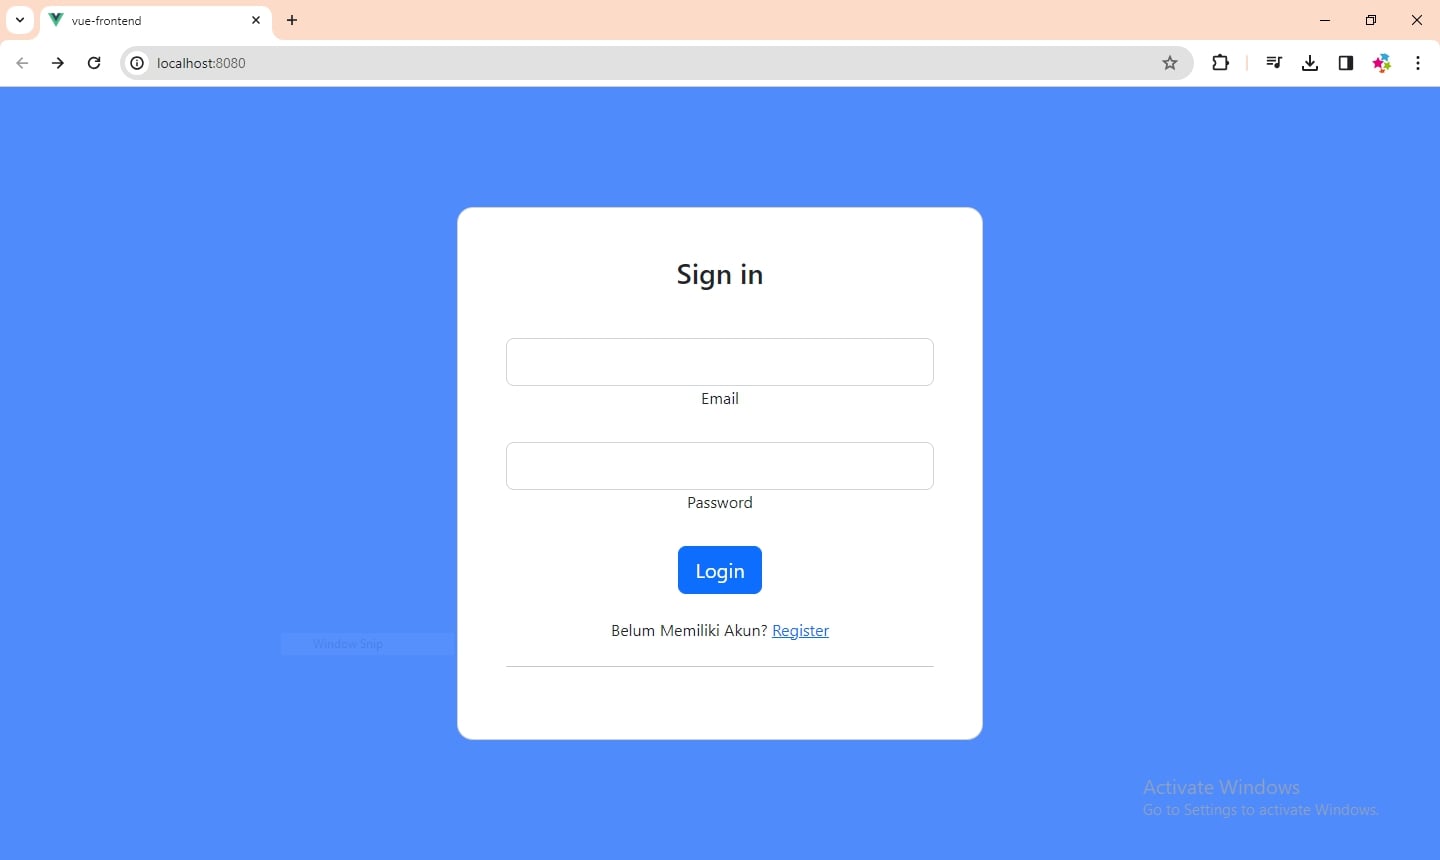 vue-frontend
localhost:8080
Sign in
Email
Password
Login
Belum Memiliki Akun? Register
Window Snip
Activate Windows
Go to Settings to activate Windows.